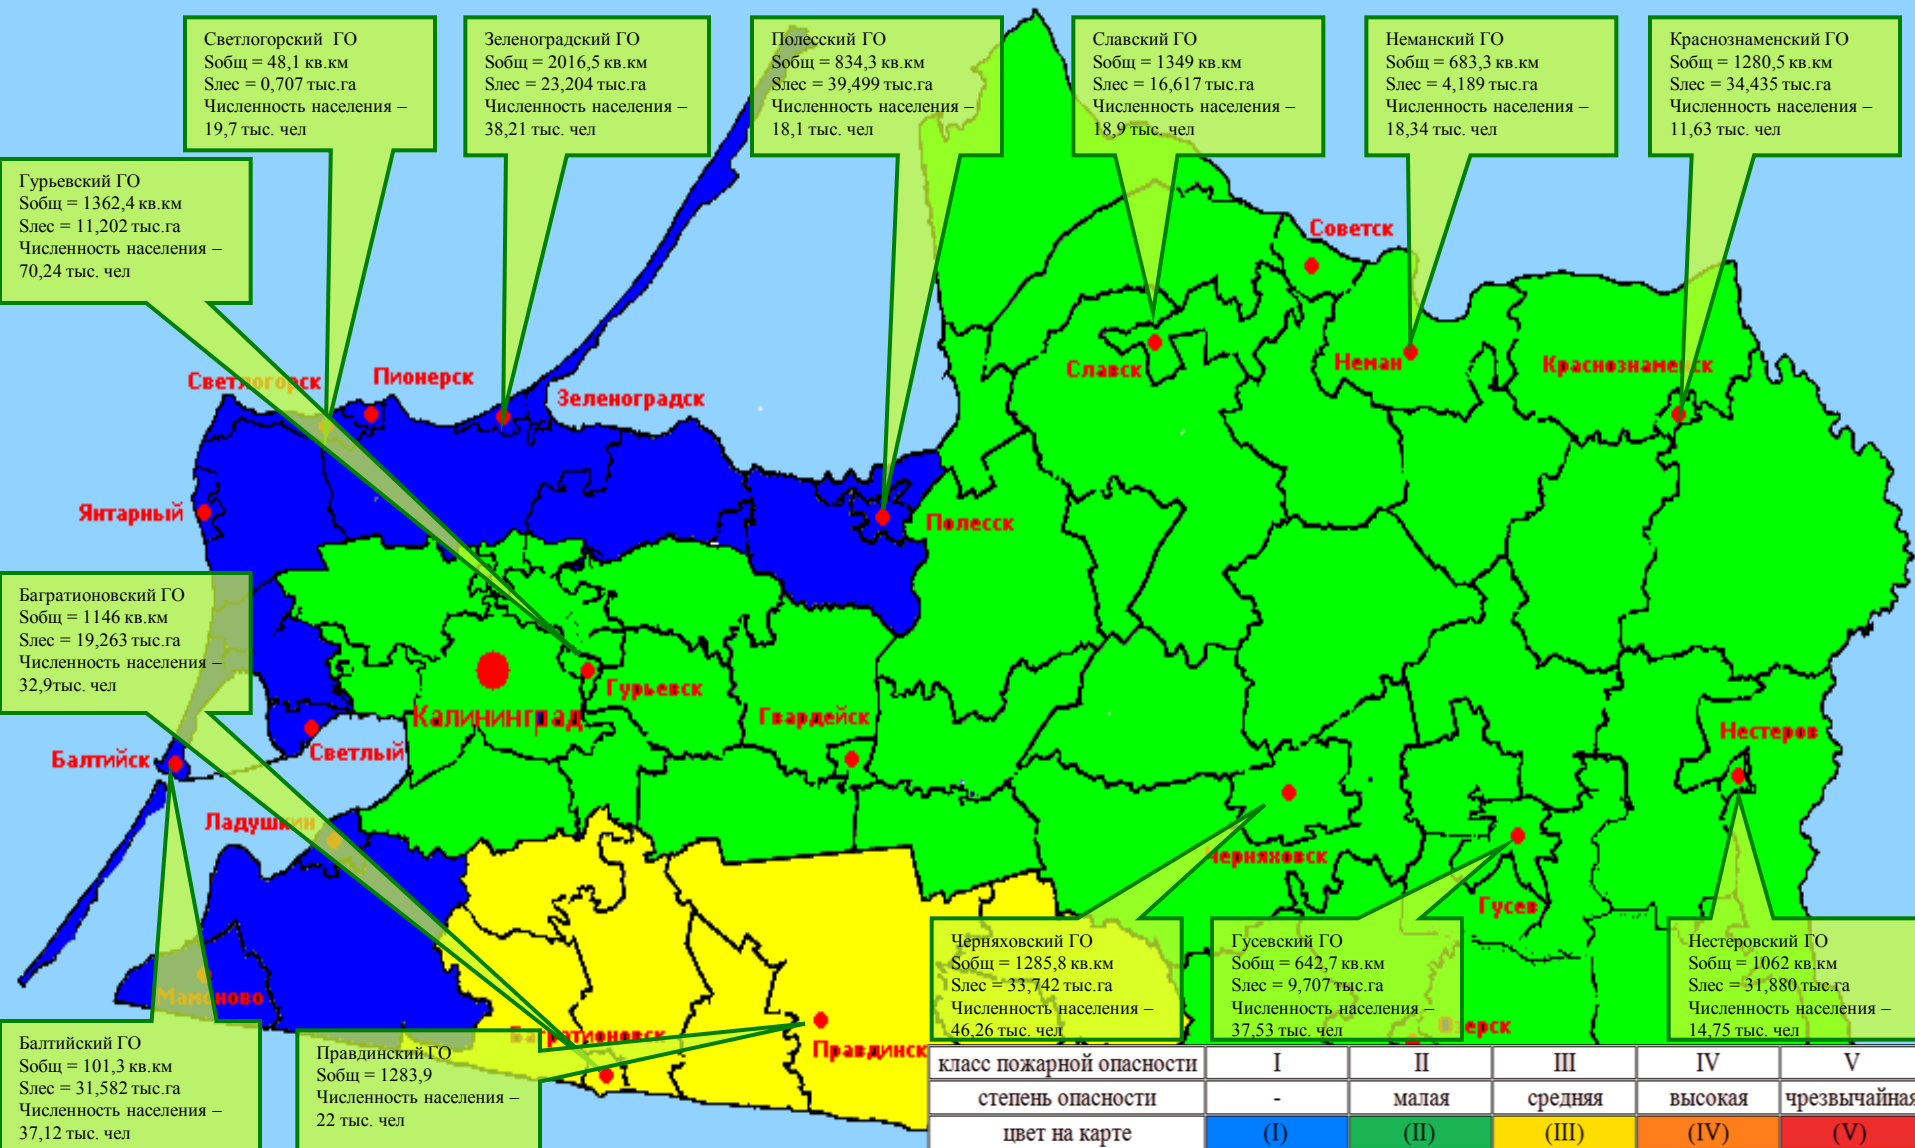 Светлогорский ГО
Sобщ = 48,1 кв.км
Sлес = 0,707 тыс.га
Численность населения –
19,7 тыс. чел
Зеленоградский ГО
Sобщ = 2016,5 кв.км
Sлес = 23,204 тыс.га
Численность населения –
38,21 тыс. чел
Полесский ГО
Sобщ = 834,3 кв.км
Sлес = 39,499 тыс.га
Численность населения –
18,1 тыс. чел
Славский ГО
Sобщ = 1349 кв.км
Sлес = 16,617 тыс.га
Численность населения –
18,9 тыс. чел
Неманский ГО
Sобщ = 683,3 кв.км
Sлес = 4,189 тыс.га
Численность населения –
18,34 тыс. чел
Краснознаменский ГО
Sобщ = 1280,5 кв.км
Sлес = 34,435 тыс.га
Численность населения –
11,63 тыс. чел
Гурьевский ГО
Sобщ = 1362,4 кв.км
Sлес = 11,202 тыс.га
Численность населения –
70,24 тыс. чел
Советск
Светлогорск
Пионерск
Зеленоградск
Славск
Неман
Краснознаменск
Янтарный
Полесск
Багратионовский ГО
Sобщ = 1146 кв.км
Sлес = 19,263 тыс.га
Численность населения –
32,9тыс. чел
Гурьевск
Калининград
Гвардейск
Нестеров
Балтийск
Светлый
Ладушкин
Черняховск
Гусев
Мамоново
Багратионовск
Правдинск
Черняховский ГО
Sобщ = 1285,8 кв.км
Sлес = 33,742 тыс.га
Численность населения –
46,26 тыс. чел
Гусевский ГО
Sобщ = 642,7 кв.км
Sлес = 9,707 тыс.га
Численность населения –
37,53 тыс. чел
Нестеровский ГО
Sобщ = 1062 кв.км
Sлес = 31,880 тыс.га
Численность населения –
14,75 тыс. чел
Балтийский ГО
Sобщ = 101,3 кв.км
Sлес = 31,582 тыс.га
Численность населения –
37,12 тыс. чел
Правдинский ГО
Sобщ = 1283,9
Численность населения –
22 тыс. чел
класс пожарной опасности I II III IV V
степень опасности - малая средняя высокая чрезвычайная
цвет на карте (I) (II) (III) (IV) (V)